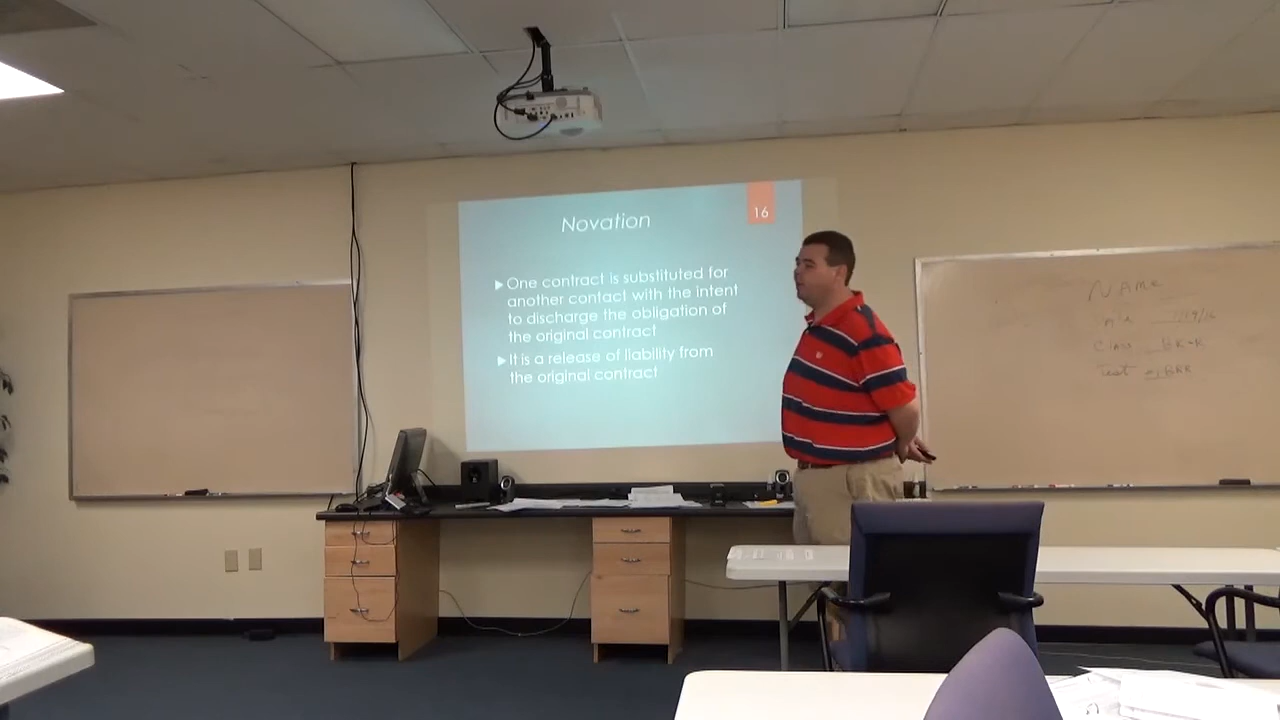 Novation
16
▶One contract is substituted for
another contact with the intent
to discharge the obligation of
the original contract
▶It is a release of liability from
the original contract
NAME
Class BK-R
Test